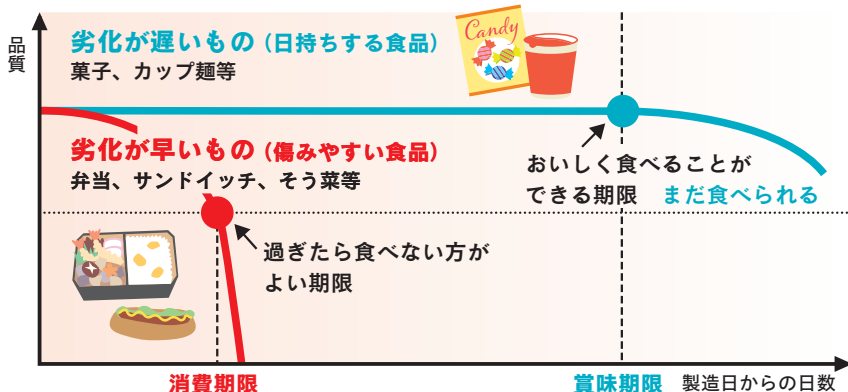 品質
劣化が遅いもの（日持ちする食品）
菓子、カップ麺等
Candy
劣化が早いもの（傷みやすい食品）
弁当、サンドイッチ、そう菜等
おいしく食べることが
できる期限 まだ食べられる
過ぎたら食べない方が
よい期限
消費期限
賞味期限
製造日からの日数